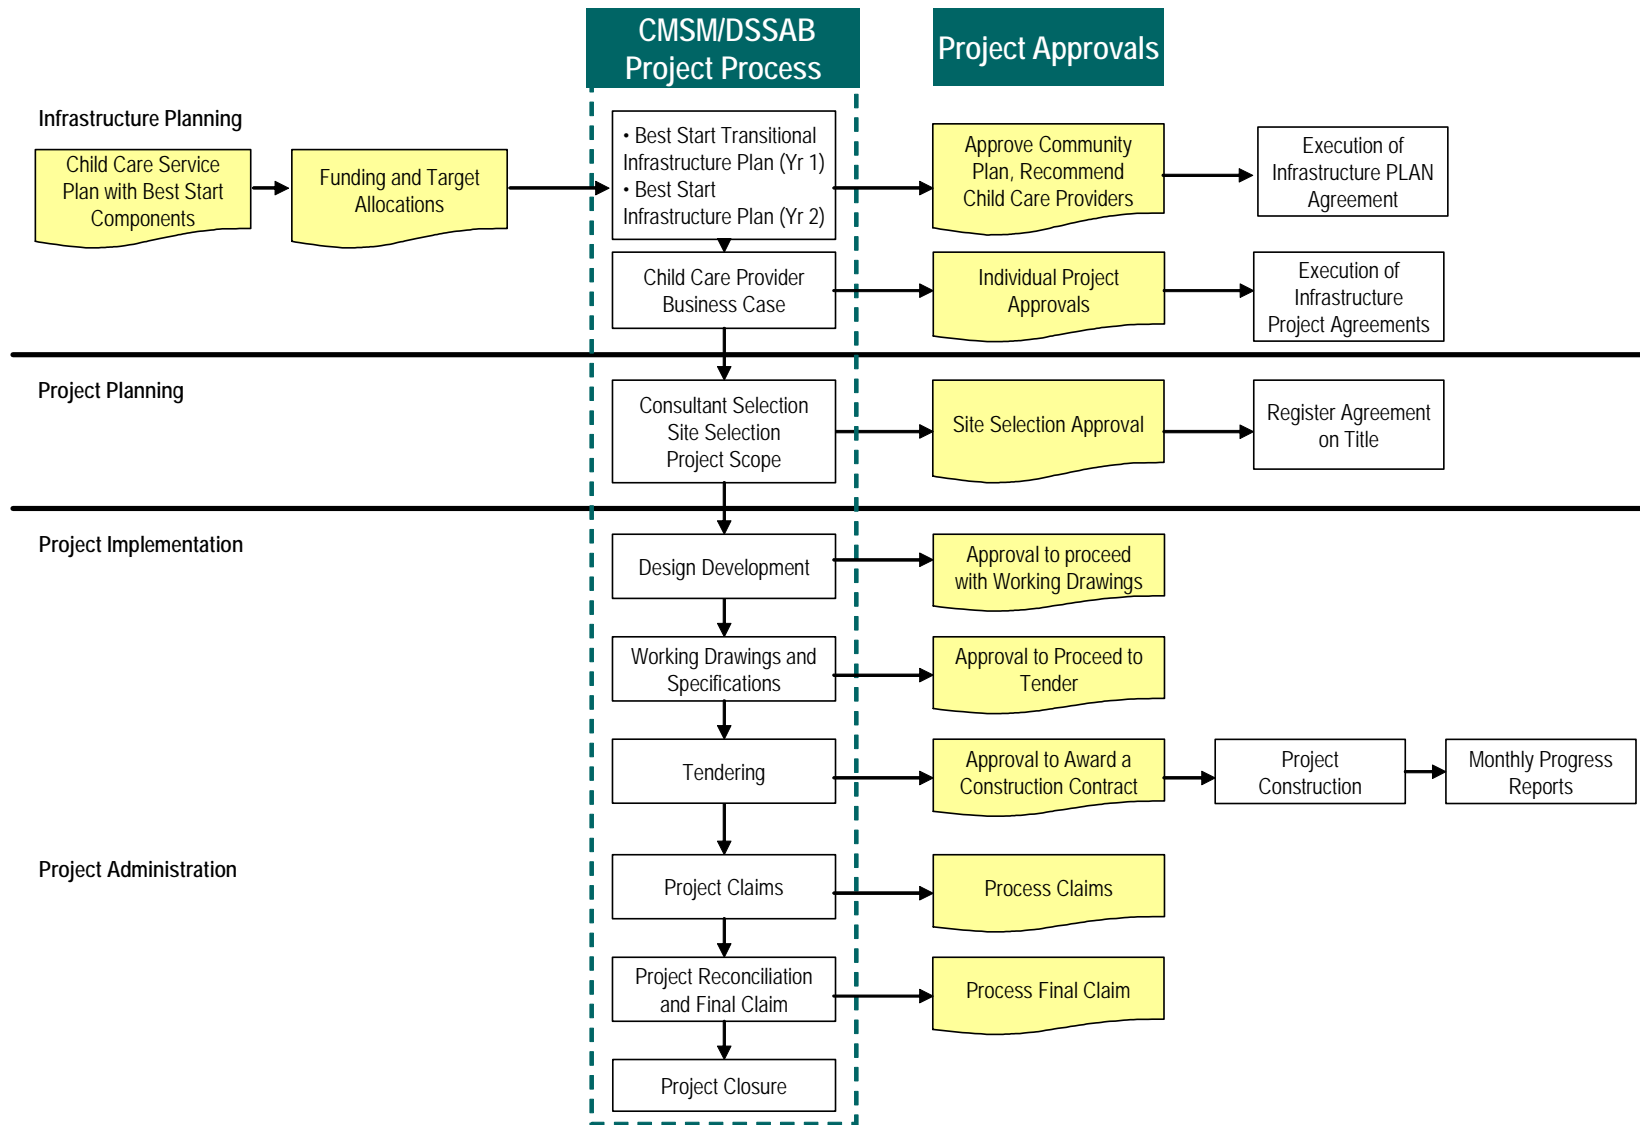 CMSM/DSSAB
Project Process
Project Approvals
Infrastructure Planning
Child Care Service
Plan with Best Start
Components
Funding and Target
Allocations
• Best Start Transitional
Infrastructure Plan (Yr 1)
• Best Start
Infrastructure Plan (Yr 2)
Approve Community
Plan, Recommend
Child Care Providers
Execution of
Infrastructure PLAN
Agreement
Child Care Provider
Business Case
Individual Project
Approvals
Execution of
Infrastructure
Project Agreements
Project Planning
Consultant Selection
Site Selection
Project Scope
Site Selection Approval
Register Agreement
on Title
Project Implementation
Design Development
Approval to proceed
with Working Drawings
Working Drawings and
Specifications
Approval to Proceed to
Tender
Tendering
Approval to Award a
Construction Contract
Project
Construction
Monthly Progress
Reports
Project Administration
Project Claims
Process Claims
Project Reconciliation
and Final Claim
Process Final Claim
Project Closure